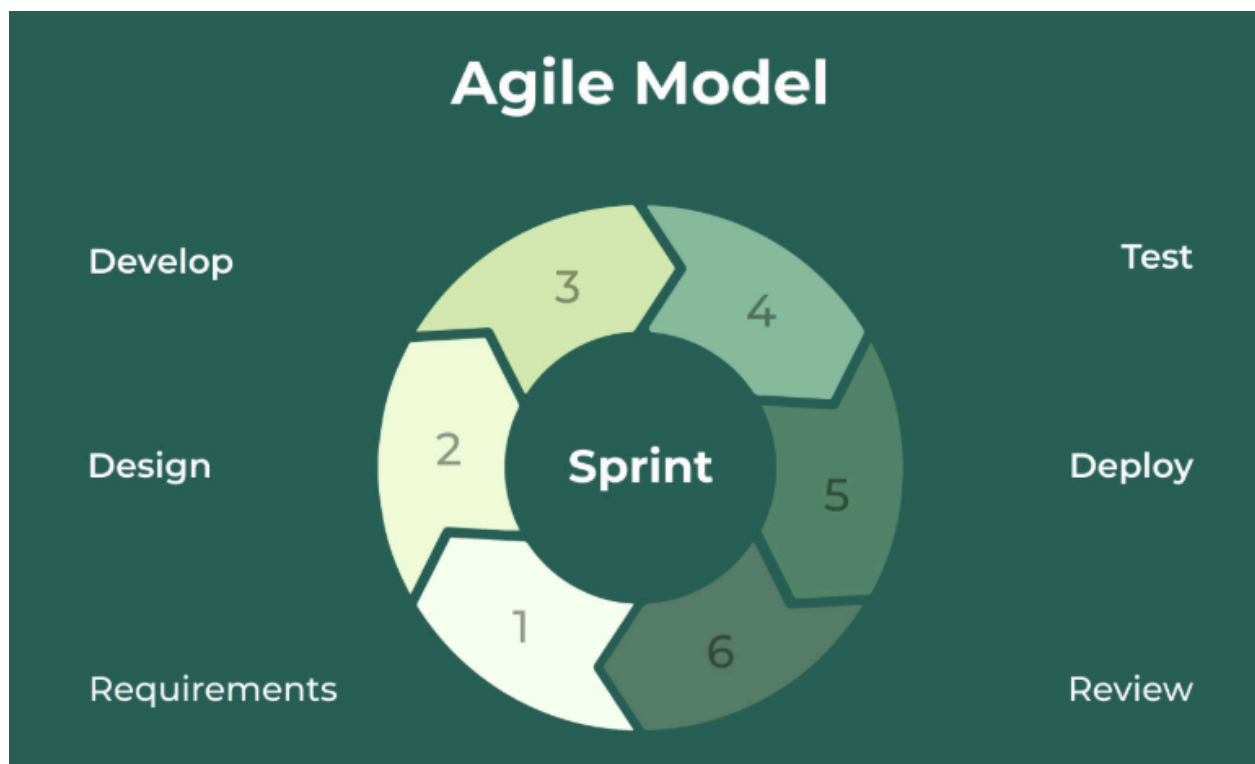 Agile Model
Develop
3
4
Test
Design
2
Sprint
5
Deploy
1
6
Requirements
Review